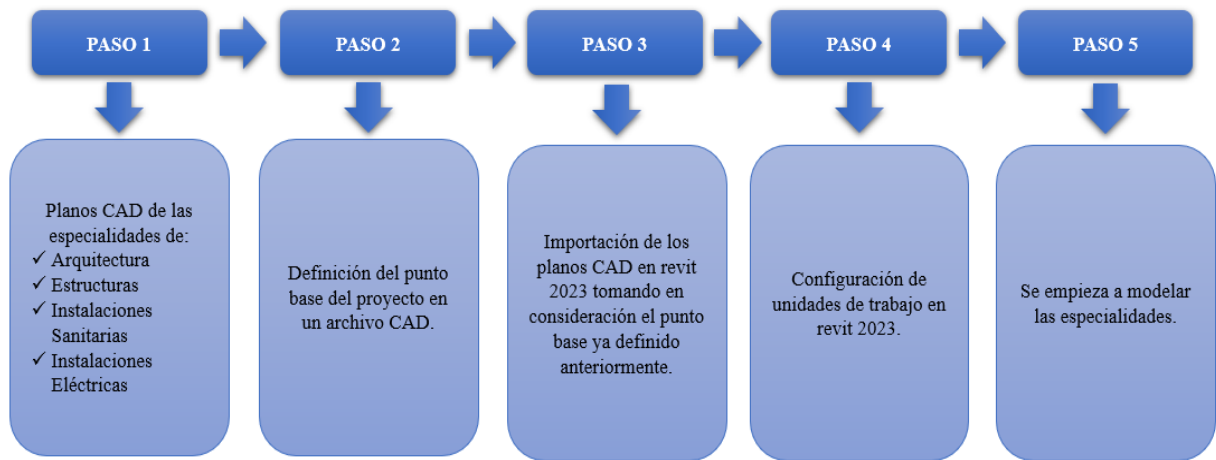 PASO 1
PASO 2
PASO 3
PASO 4
PASO 5
Planos CAD de las
especialidades de:
✓ Arquitectura
✓ Estructuras
✓ Instalaciones
Sanitarias
✓ Instalaciones
Eléctricas
Definición del punto
base del proyecto en
un archivo CAD.
Importación de los
planos CAD en revit
2023 tomando en
consideración el punto
base ya definido
anteriormente.
Configuración de
unidades de trabajo en
revit 2023.
Se empieza a modelar
las especialidades.